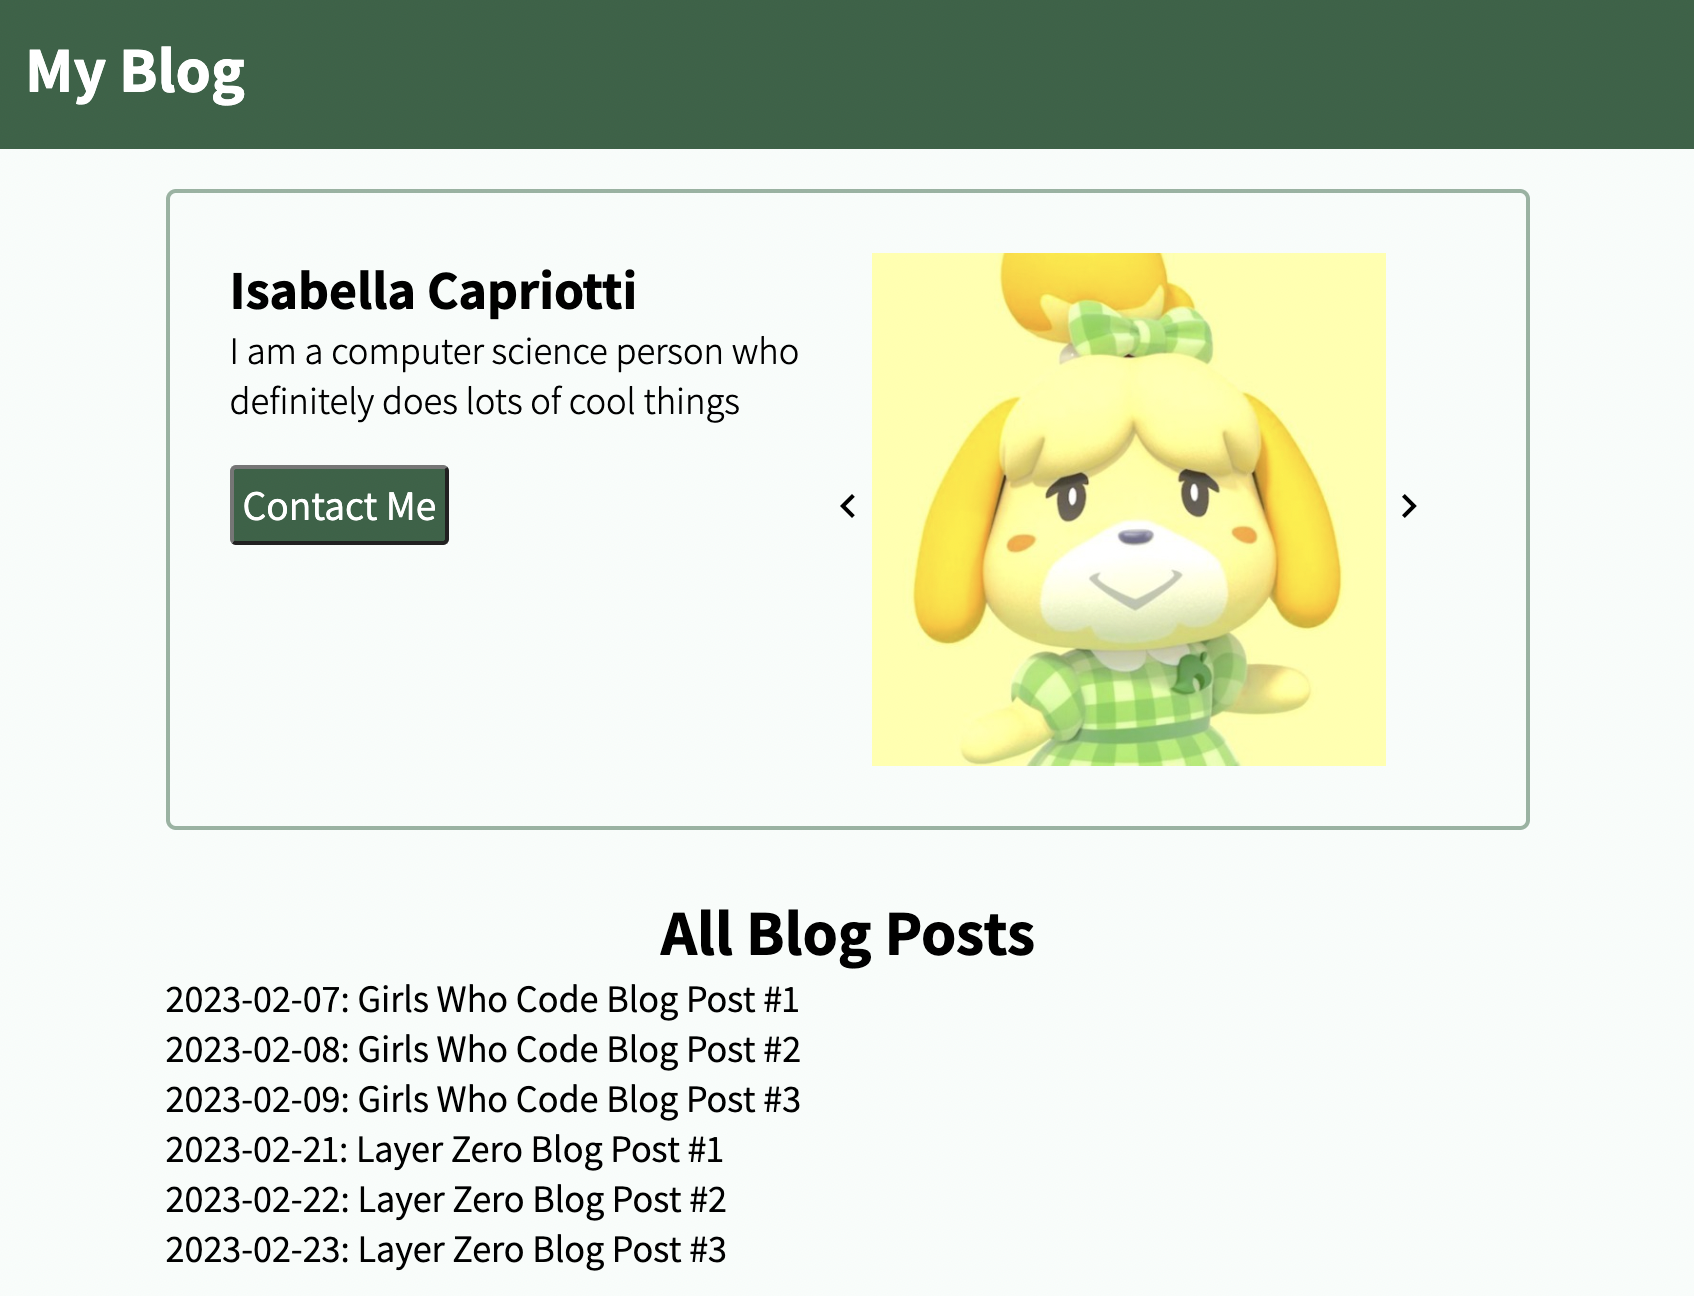 My Blog
Isabella Capriotti
I am a computer science person who
definitely does lots of cool things
Contact Me
All Blog Posts
2023-02-07: Girls Who Code Blog Post #1
2023-02-08: Girls Who Code Blog Post #2
2023-02-09: Girls Who Code Blog Post #3
2023-02-21: Layer Zero Blog Post #1
2023-02-22: Layer Zero Blog Post #2
2023-02-23: Layer Zero Blog Post #3